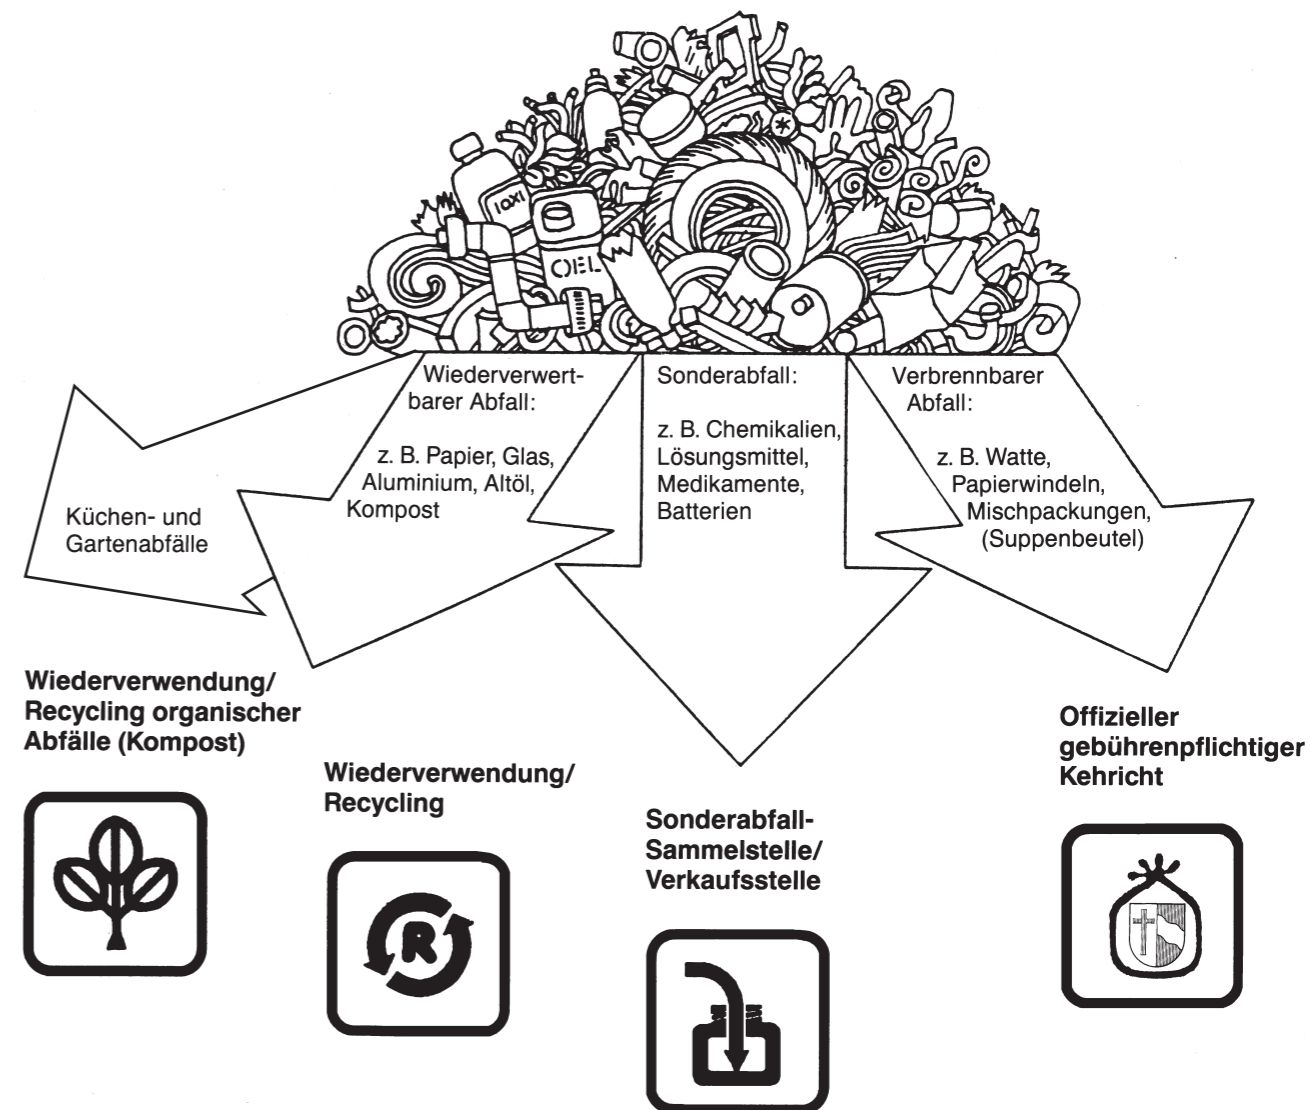 TOXI
OEL
Wiederverwert-
barer Abfall:
z. B. Papier, Glas,
Aluminium, Altöl,
Kompost
Sonderabfall:
z. B. Chemikalien,
Lösungsmittel,
Medikamente,
Batterien
Verbrennbarer
Abfall:
z. B. Watte,
Papierwindeln,
Mischpackungen,
(Suppenbeutel)
Küchen- und
Gartenabfälle
Wiederverwendung/
Recycling organischer
Abfälle (Kompost)
Wiederverwendung/
Recycling
R
Sonderabfall-
Sammelstelle/
Verkaufsstelle
Offizieller
gebührenpflichtiger
Kehricht